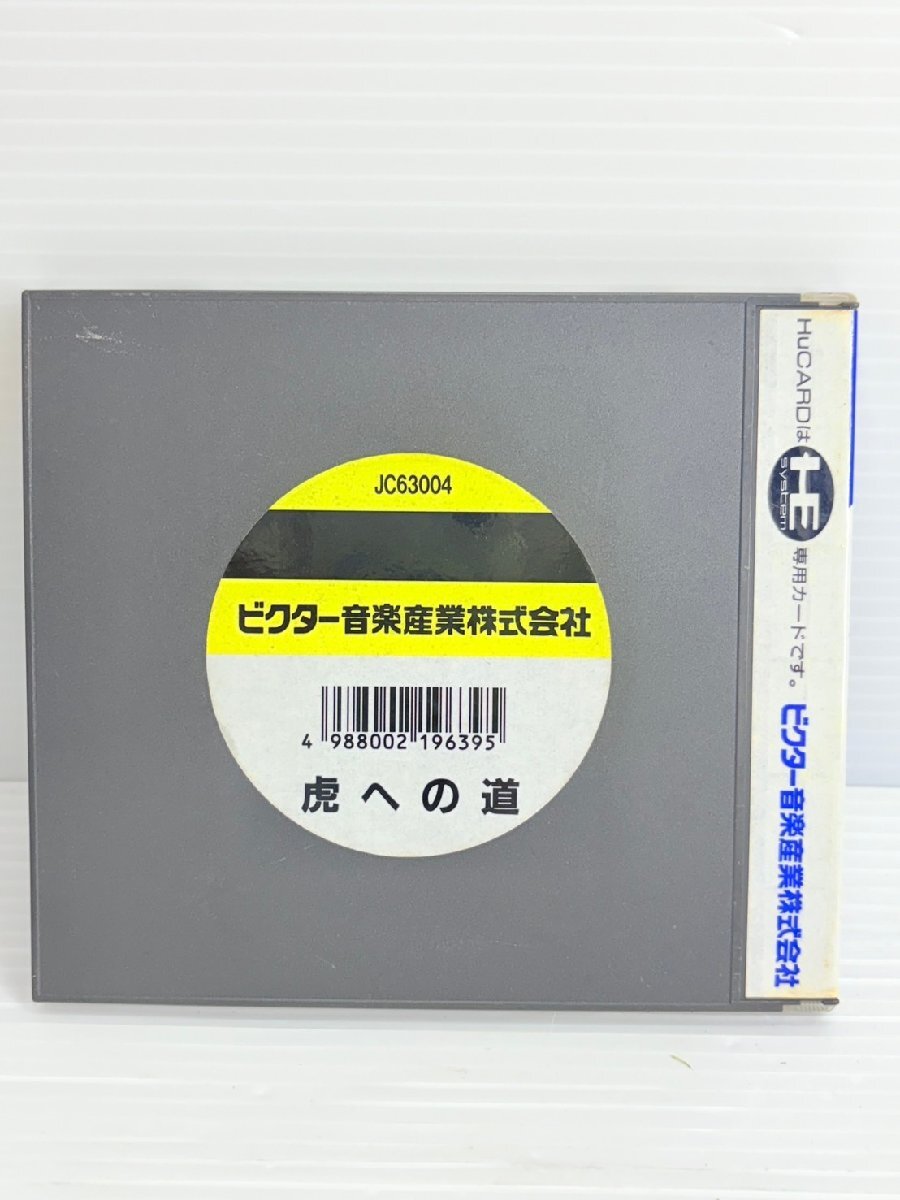 JC63004
ビクター音楽産業株式会社
4 988002 196395
虎への道
HuCARDは HE system 専用カードです。 ビクター音楽産業株式会社